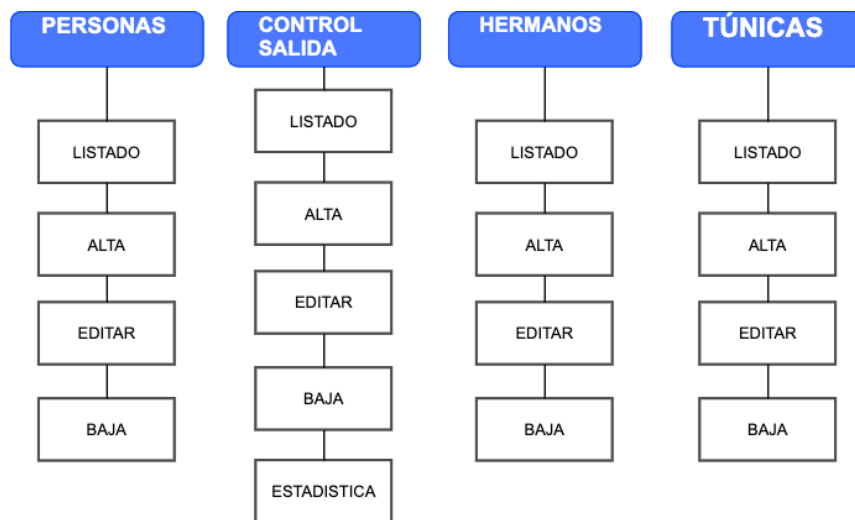 PERSONAS
LISTADO
ALTA
EDITAR
BAJA
CONTROL
SALIDA
LISTADO
ALTA
EDITAR
BAJA
ESTADISTICA
HERMANOS
LISTADO
ALTA
EDITAR
BAJA
TÚNICAS
LISTADO
ALTA
EDITAR
BAJA